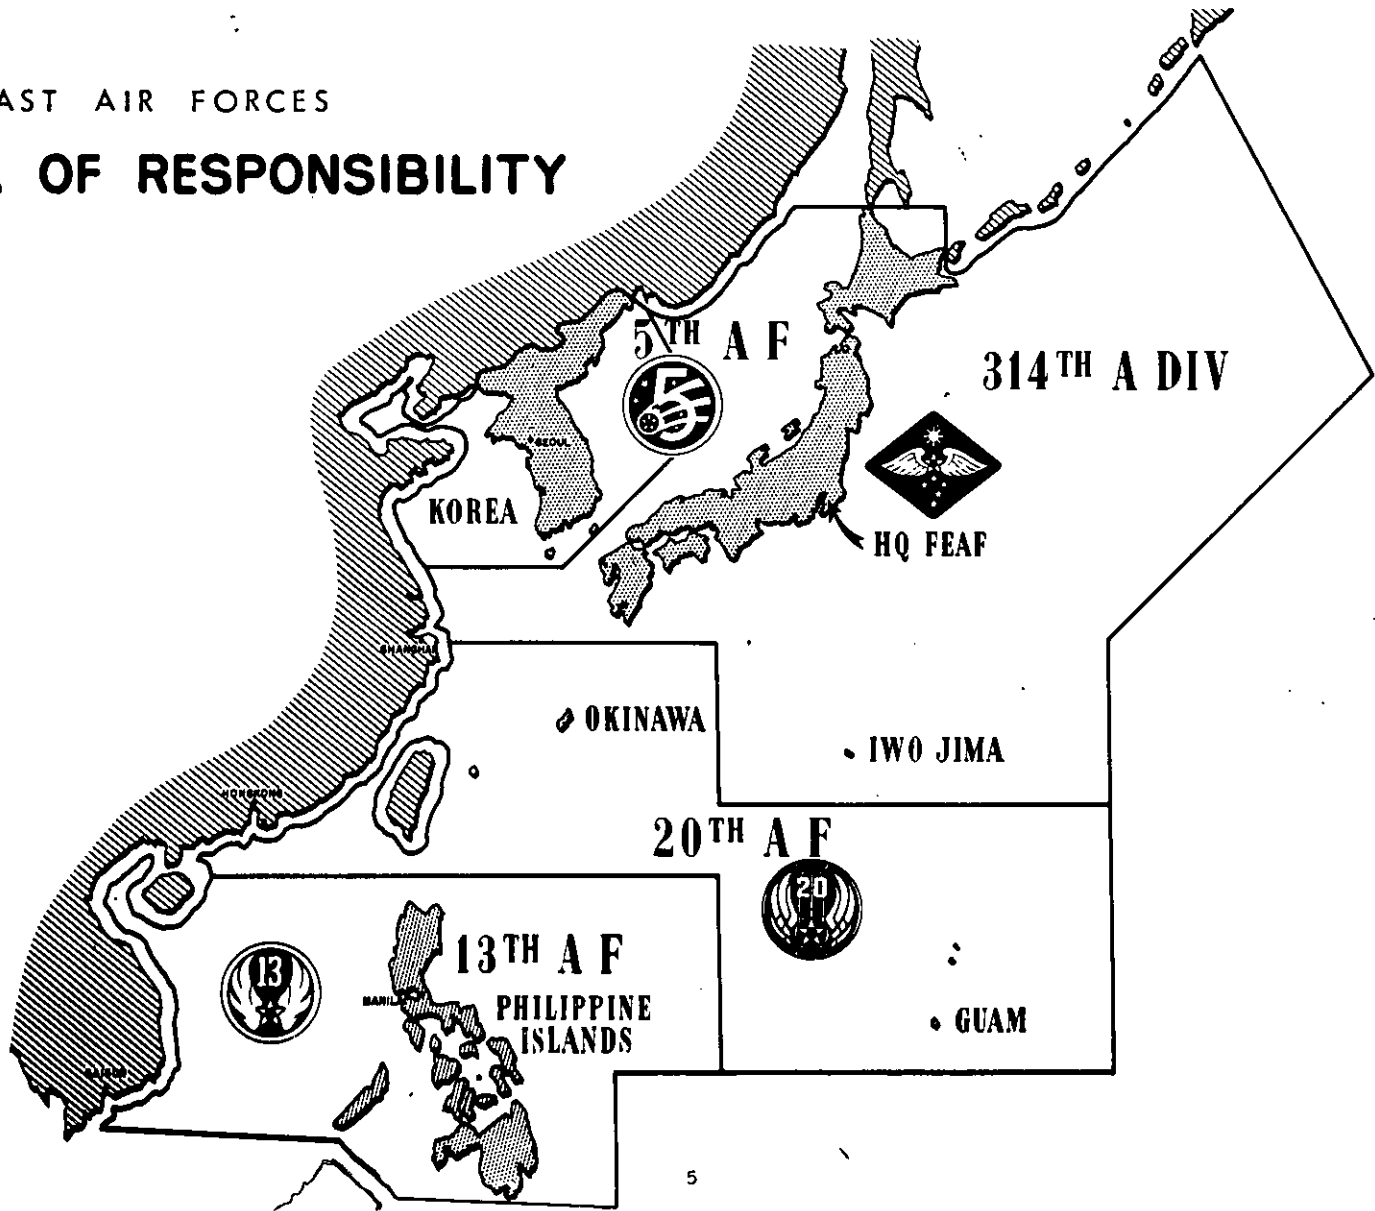 AST AIR FORCES
OF RESPONSIBILITY
5TH A F
5
314TH A DIV
SEOUL
KOREA
HQ FEAF
SHANGHAI
OKINAWA
IWO JIMA
HONGKONG
20TH A F
20
13TH A F
13
MANILA
PHILIPPINE
ISLANDS
GUAM
SAIGON
5